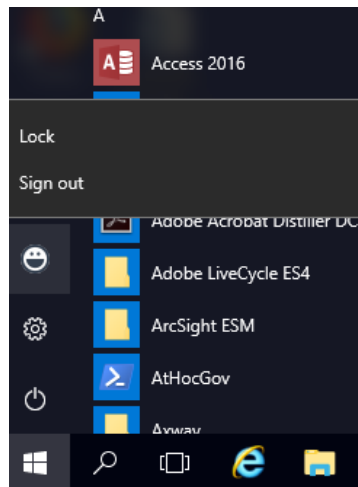 A
Access 2016
Lock
Sign out
Adobe Acrobat Distiller DC
Adobe LiveCycle ES4
ArcSight ESM
AtHocGov
Axway